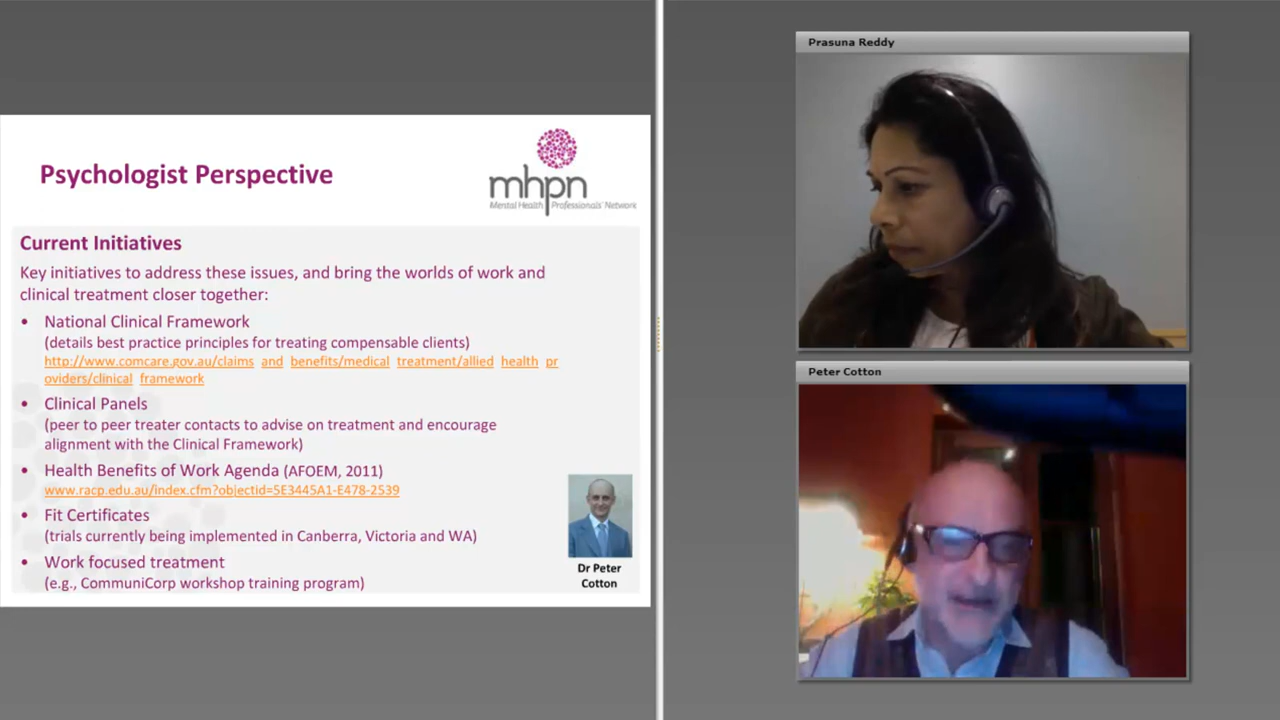 Psychologist Perspective
mhpn
Mental Health Professionals' Network
Current Initiatives
Key initiatives to address these issues, and bring the worlds of work and
clinical treatment closer together:
• National Clinical Framework
(details best practice principles for treating compensable clients)
http://www.comcare.gov.au/claims and benefits/medical treatment/allied health pr
oviders/clinical framework
• Clinical Panels
(peer to peer treater contacts to advise on treatment and encourage
alignment with the Clinical Framework)
• Health Benefits of Work Agenda (AFOEM, 2011)
www.racp.edu.au/index.cfm?objectid=5E3445A1-E478-2539
• Fit Certificates
(trials currently being implemented in Canberra, Victoria and WA)
• Work focused treatment
(e.g., CommuniCorp workshop training program)
Dr Peter
Cotton
Prasuna Reddy
Peter Cotton